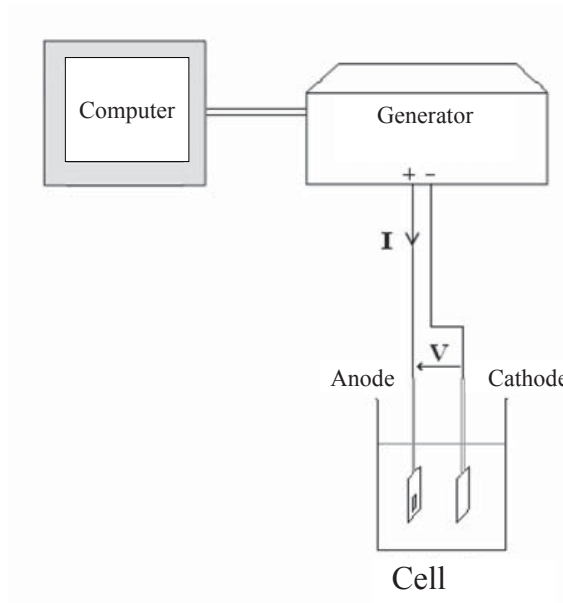 Computer
Generator
+ -
I
V
Anode
Cathode
Cell